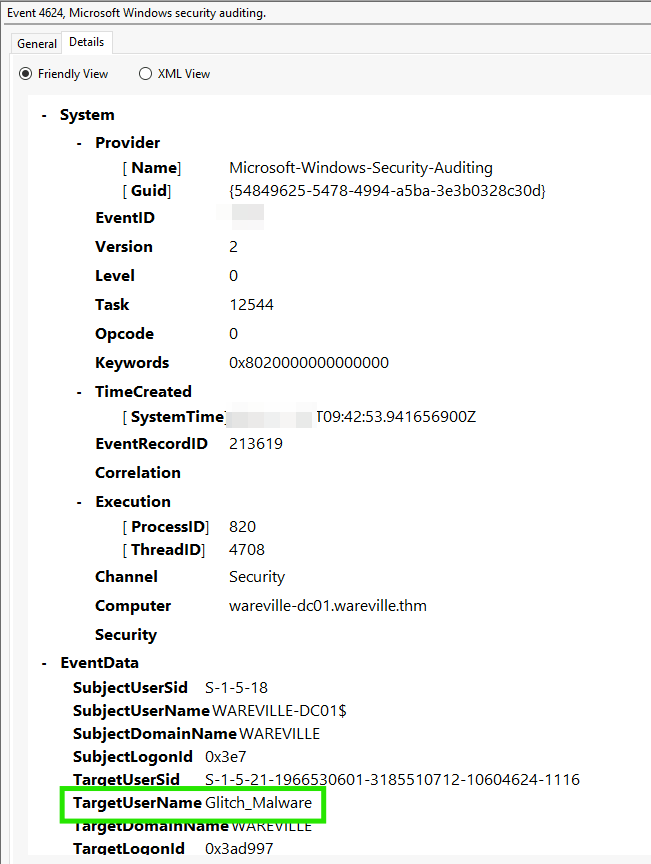 Event 4624, Microsoft Windows security auditing.
General Details
Friendly View XML View
- System
- Provider
[ Name] Microsoft-Windows-Security-Auditing
[ Guid] {54849625-5478-4994-a5ba-3e3b0328c30d}
EventID
Version 2
Level 0
Task 12544
Opcode 0
Keywords 0x8020000000000000
- TimeCreated
[ SystemTime] T09:42:53.941656900Z
EventRecordID 213619
Correlation
- Execution
[ ProcessID] 820
[ ThreadID] 4708
Channel Security
Computer wareville-dc01.wareville.thm
Security
- EventData
SubjectUserSid S-1-5-18
SubjectUserName WAREVILLE-DC01$
SubjectDomainName WAREVILLE
SubjectLogonId 0x3e7
TargetUserSid S-1-5-21-1966530601-3185510712-10604624-1116
TargetUserName Glitch_Malware
TargetDomainName WAREVILLE
TargetLogonId 0x3ad997